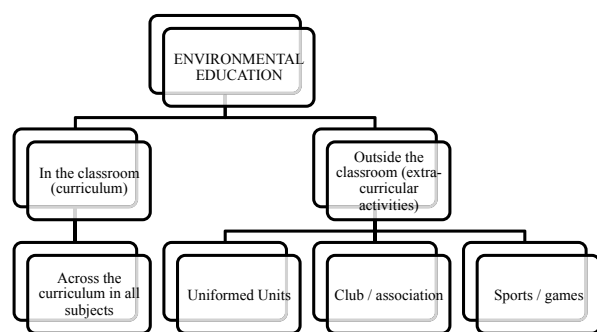 ENVIRONMENTAL
EDUCATION
In the classroom
(curriculum)
Outside the
classroom (extra-
curricular
activities)
Across the
curriculum in all
subjects
Uniformed Units
Club / association
Sports / games